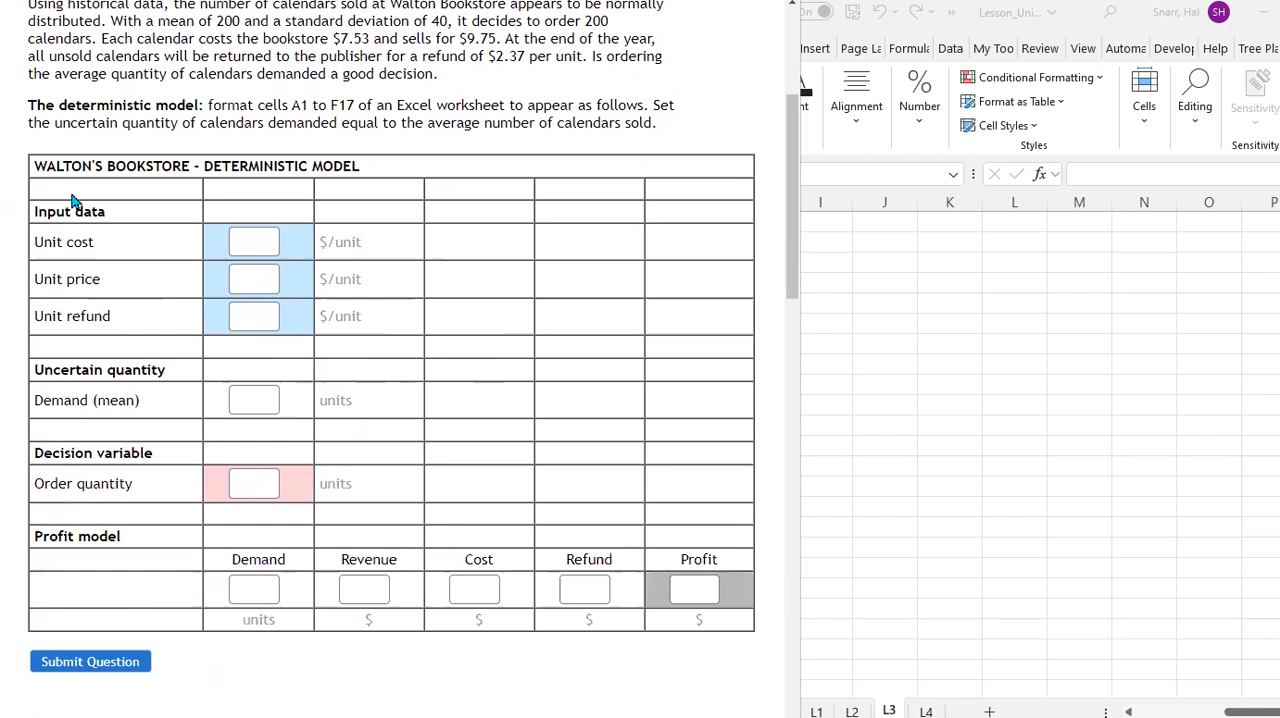 Using historical data, the number of calendars sold at Walton Bookstore appears to be normally
distributed. With a mean of 200 and a standard deviation of 40, it decides to order 200
calendars. Each calendar costs the bookstore $7.53 and sells for $9.75. At the end of the year,
all unsold calendars will be returned to the publisher for a refund of $2.37 per unit. Is ordering
the average quantity of calendars demanded a good decision.
The deterministic model: format cells A1 to F17 of an Excel worksheet to appear as follows. Set
the uncertain quantity of calendars demanded equal to the average number of calendars sold.
WALTON'S BOOKSTORE - DETERMINISTIC MODEL
Input data
Unit cost $/unit
Unit price $/unit
Unit refund $/unit
Uncertain quantity
Demand (mean) units
Decision variable
Order quantity units
Profit model
Demand Revenue Cost Refund Profit
units $ $ $ $
Submit Question
On Lesson_Uni... Snarr, Hal SH
Insert Page La Formula Data My Too Review View Automa Develop Help Tree Pl
Alignment Number Conditional Formatting Format as Table Cell Styles Cells Editing Sensitivity
Styles Sensitivity
fx
I J K L M N O P
L1 L2 L3 L4